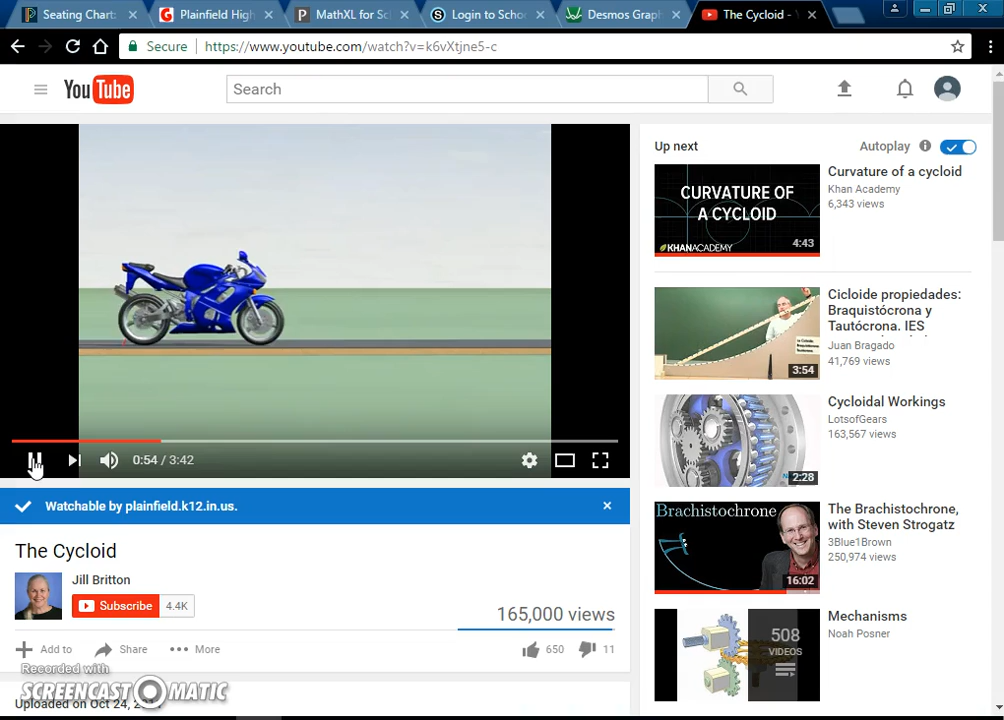 Seating Chart:
Plainfield High
MathXL for Sc
Login to Scho
Desmos Grap
The Cycloid - Y
Secure
https://www.youtube.com/watch?v=k6vXtjne5-c
YouTube
Search
0:54 / 3:42
Watchable by plainfield.k12.in.us.
The Cycloid
Jill Britton
Subscribe 4.4K
165,000 views
Add to Share More 650 11
Recorded with
SCREENCAST MATIC
Uploaded on Oct 24,
Up next
Autoplay
CURVATURE OF
A CYCLOID
KHANACADEMY
4:43
Curvature of a cycloid
Khan Academy
6,343 views
3:54
Cicloide propiedades:
Braquistócrona y
Tautócrona. IES
Juan Bragado
41,769 views
2:28
Cycloidal Workings
LotsofGears
163,567 views
Brachistochrone
16:02
The Brachistochrone,
with Steven Strogatz
3Blue1Brown
250,974 views
508
VIDEOS
Mechanisms
Noah Posner